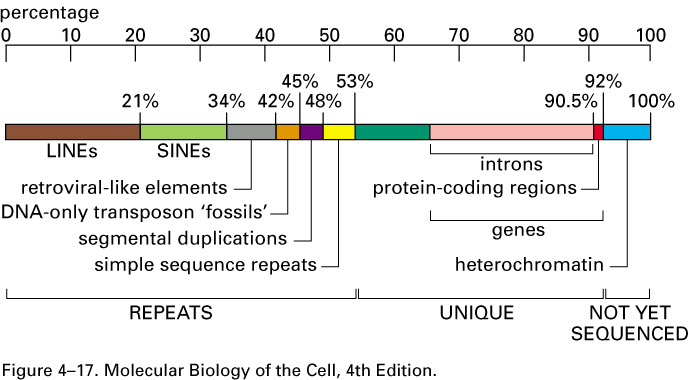 percentage
0 10 20 30 40 50 60 70 80 90 100
45% 53% 92%
21% 34% 42% 48% 90.5% 100%
LINEs SINEs
introns
retroviral-like elements protein-coding regions
DNA-only transposon ‘fossils’
genes
segmental duplications
simple sequence repeats heterochromatin
REPEATS UNIQUE NOT YET
SEQUENCED
Figure 4–17. Molecular Biology of the Cell, 4th Edition.